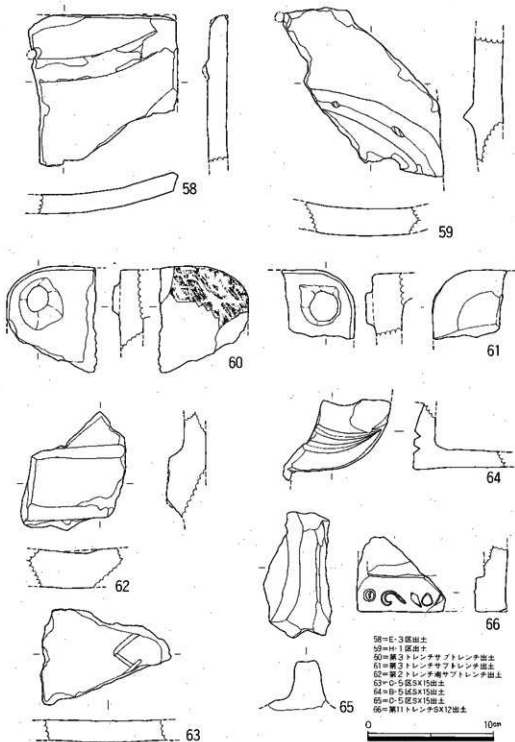 58
59
60
61
62
64
66
65
63
58=E-3区出土
59=H-1区出土
60=第3トレンチサブトレンチ出土
61=第3トレンチサブトレンチ出土
62=第2トレンチ南サブトレンチ出土
63=C-5区SX15出土
64=B-5区SX15出土
65=C-5区SX15出土
66=第11トレンチSX12出土
0 10cm